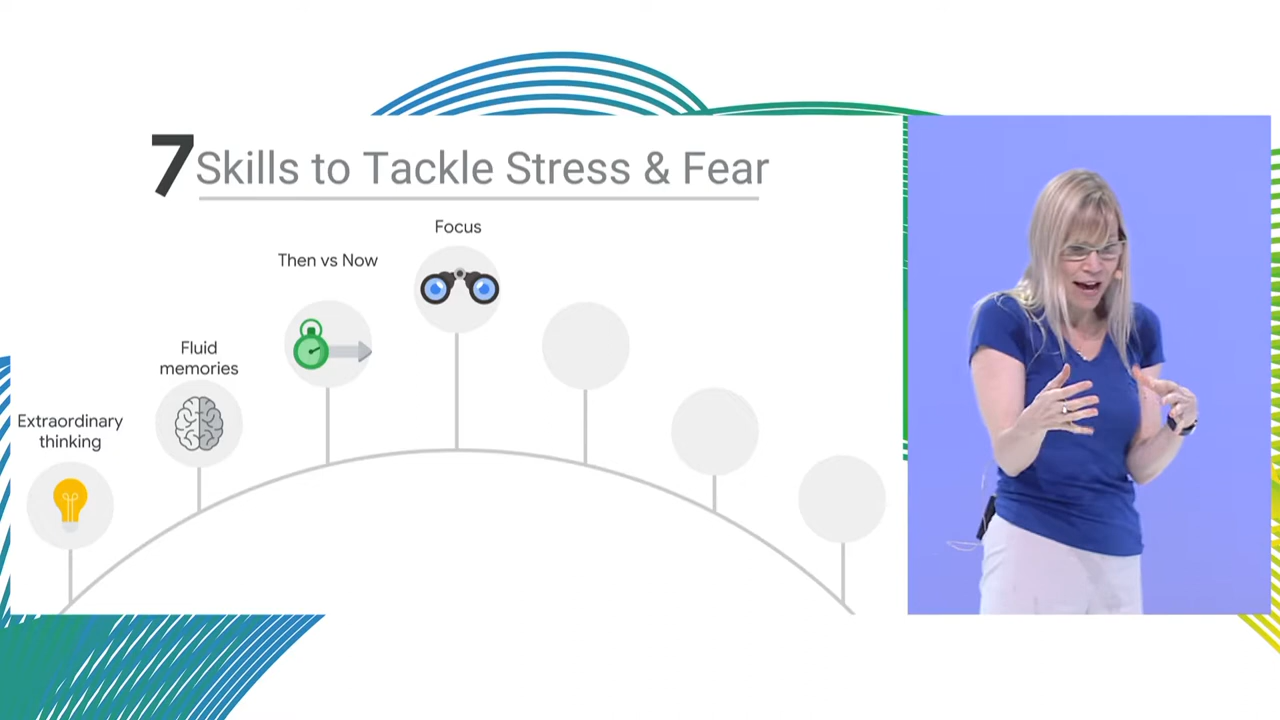 7 Skills to Tackle Stress & Fear
Focus
Then vs Now
Fluid
memories
Extraordinary
thinking